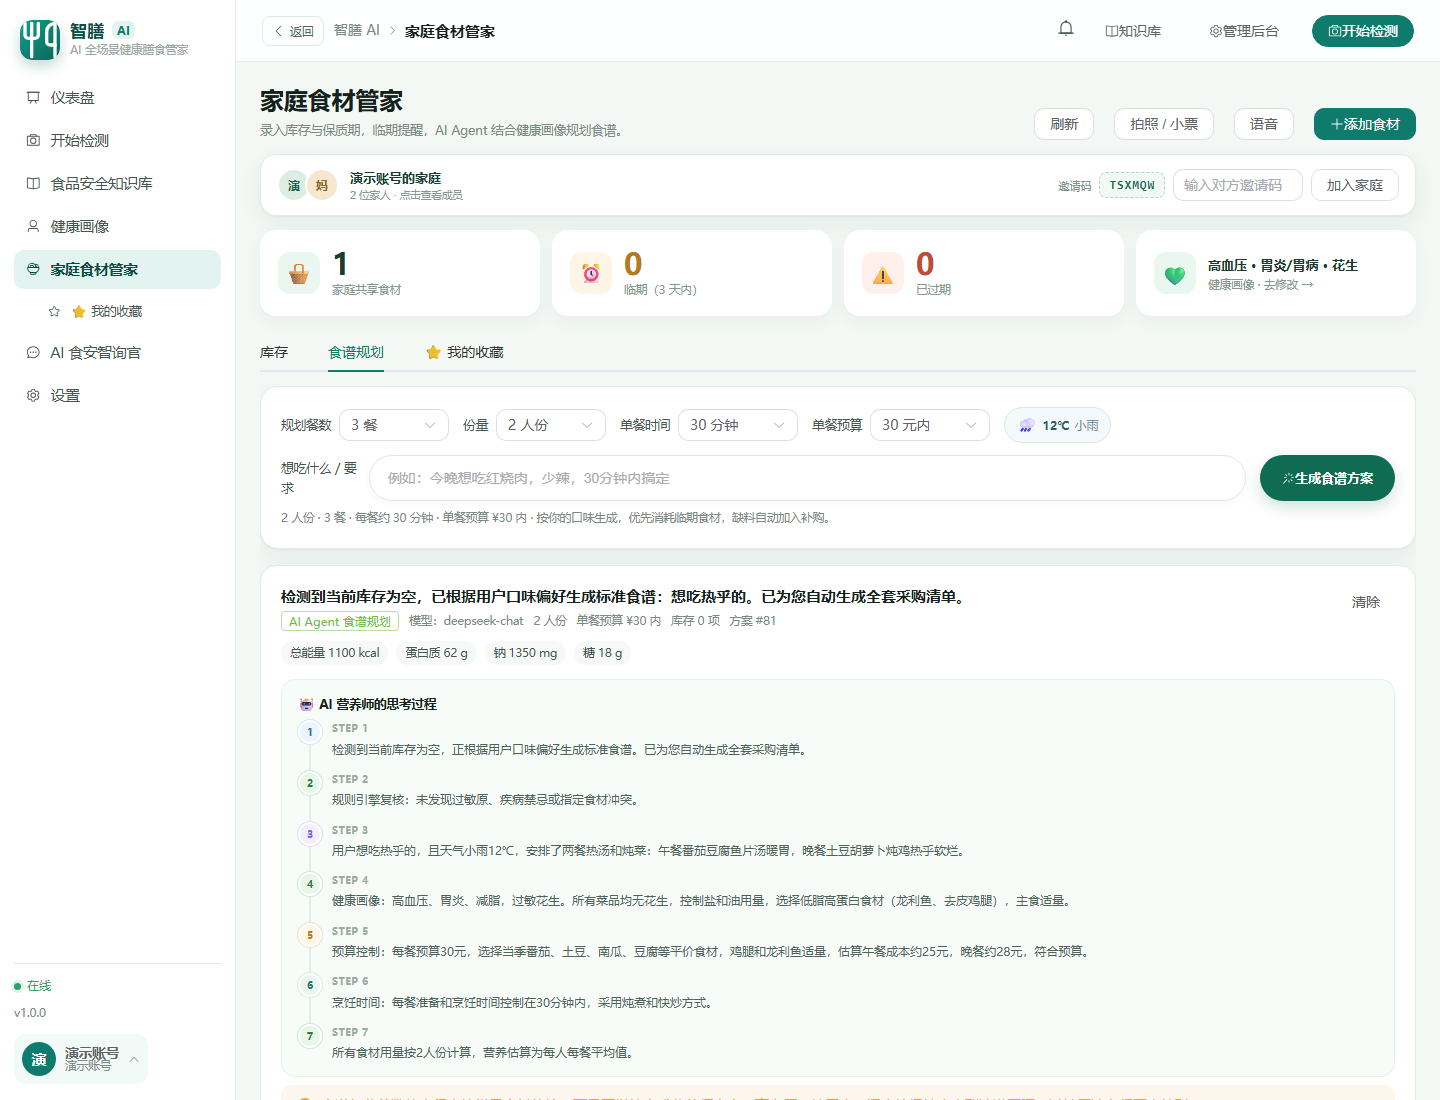 智膳 AI
AI 全场景健康膳食管家
仪表盘
开始检测
食品安全知识库
健康画像
家庭食材管家
我的收藏
AI 食安智询官
设置
在线
v1.0.0
演
演示账号
演示账号
返回
智膳 AI
家庭食材管家
知识库
管理后台
开始检测
家庭食材管家
录入库存与保质期，临期提醒，AI Agent 结合健康画像规划食谱。
刷新
拍照 / 小票
语音
添加食材
演
妈
演示账号的家庭
2 位家人 · 点击查看成员
邀请码
TSXMQW
输入对方邀请码
加入家庭
1
家庭共享食材
0
临期（3 天内）
0
已过期
高血压 • 胃炎/胃病 • 花生
健康画像 · 去修改 →
库存
食谱规划
我的收藏
规划餐数
3 餐
份量
2 人份
单餐时间
30 分钟
单餐预算
30 元内
12℃ 小雨
想吃什么 / 要
求
例如：今晚想吃红烧肉，少辣，30分钟内搞定
生成食谱方案
2 人份 · 3 餐 · 每餐约 30 分钟 · 单餐预算 ¥30 内 · 按你的口味生成，优先消耗临期食材，缺料自动加入补购。
检测到当前库存为空，已根据用户口味偏好生成标准食谱：想吃热乎的。已为您自动生成全套采购清单。
清除
AI Agent 食谱规划
模型：deepseek-chat
2 人份
单餐预算 ¥30 内
库存 0 项
方案 #81
总能量 1100 kcal
蛋白质 62 g
钠 1350 mg
糖 18 g
AI 营养师的思考过程
1
STEP 1
检测到当前库存为空，正根据用户口味偏好生成标准食谱。已为您自动生成全套采购清单。
2
STEP 2
规则引擎复核：未发现过敏原、疾病禁忌或指定食材冲突。
3
STEP 3
用户想吃热乎的，且天气小雨12℃，安排了两餐热汤和炖菜：午餐番茄豆腐鱼片汤暖胃，晚餐土豆胡萝卜炖鸡热乎软烂。
4
STEP 4
健康画像：高血压、胃炎、减脂，过敏花生。所有菜品均无花生，控制盐和油用量，选择低脂高蛋白食材（龙利鱼、去皮鸡腿），主食适量。
5
STEP 5
预算控制：每餐预算30元，选择当季番茄、土豆、南瓜、豆腐等平价食材，鸡腿和龙利鱼适量，估算午餐成本约25元，晚餐约28元，符合预算。
6
STEP 6
烹饪时间：每餐准备和烹饪时间控制在30分钟内，采用炖煮和快炒方式。
7
STEP 7
所有食材用量按2人份计算，营养估算为每人每餐平均值。